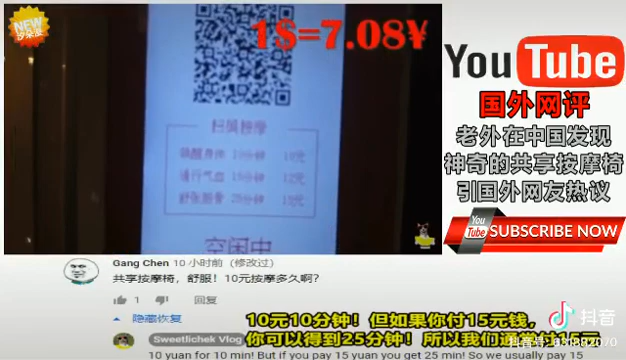 NEW
1$=7.08¥
扫码按摩
10分钟 10元
通行气血 15分钟 12元
舒张筋骨 25分钟 15元
空闲中
YouTube
国外网评
老外在中国发现
神奇的共享按摩椅
引国外网友热议
You Tube SUBSCRIBE NOW
Gang Chen 10 小时前 (修改过)
共享按摩椅，舒服！10元按摩多久啊？
1 回复
隐藏恢复
10元10分钟！但如果你付15元钱，
你可以得到25分钟！所以我们通常付15元
Sweetlichek Vlog
10 yuan for 10 min! But if you pay 15 yuan you get 25 min! So we usually pay 15
抖音